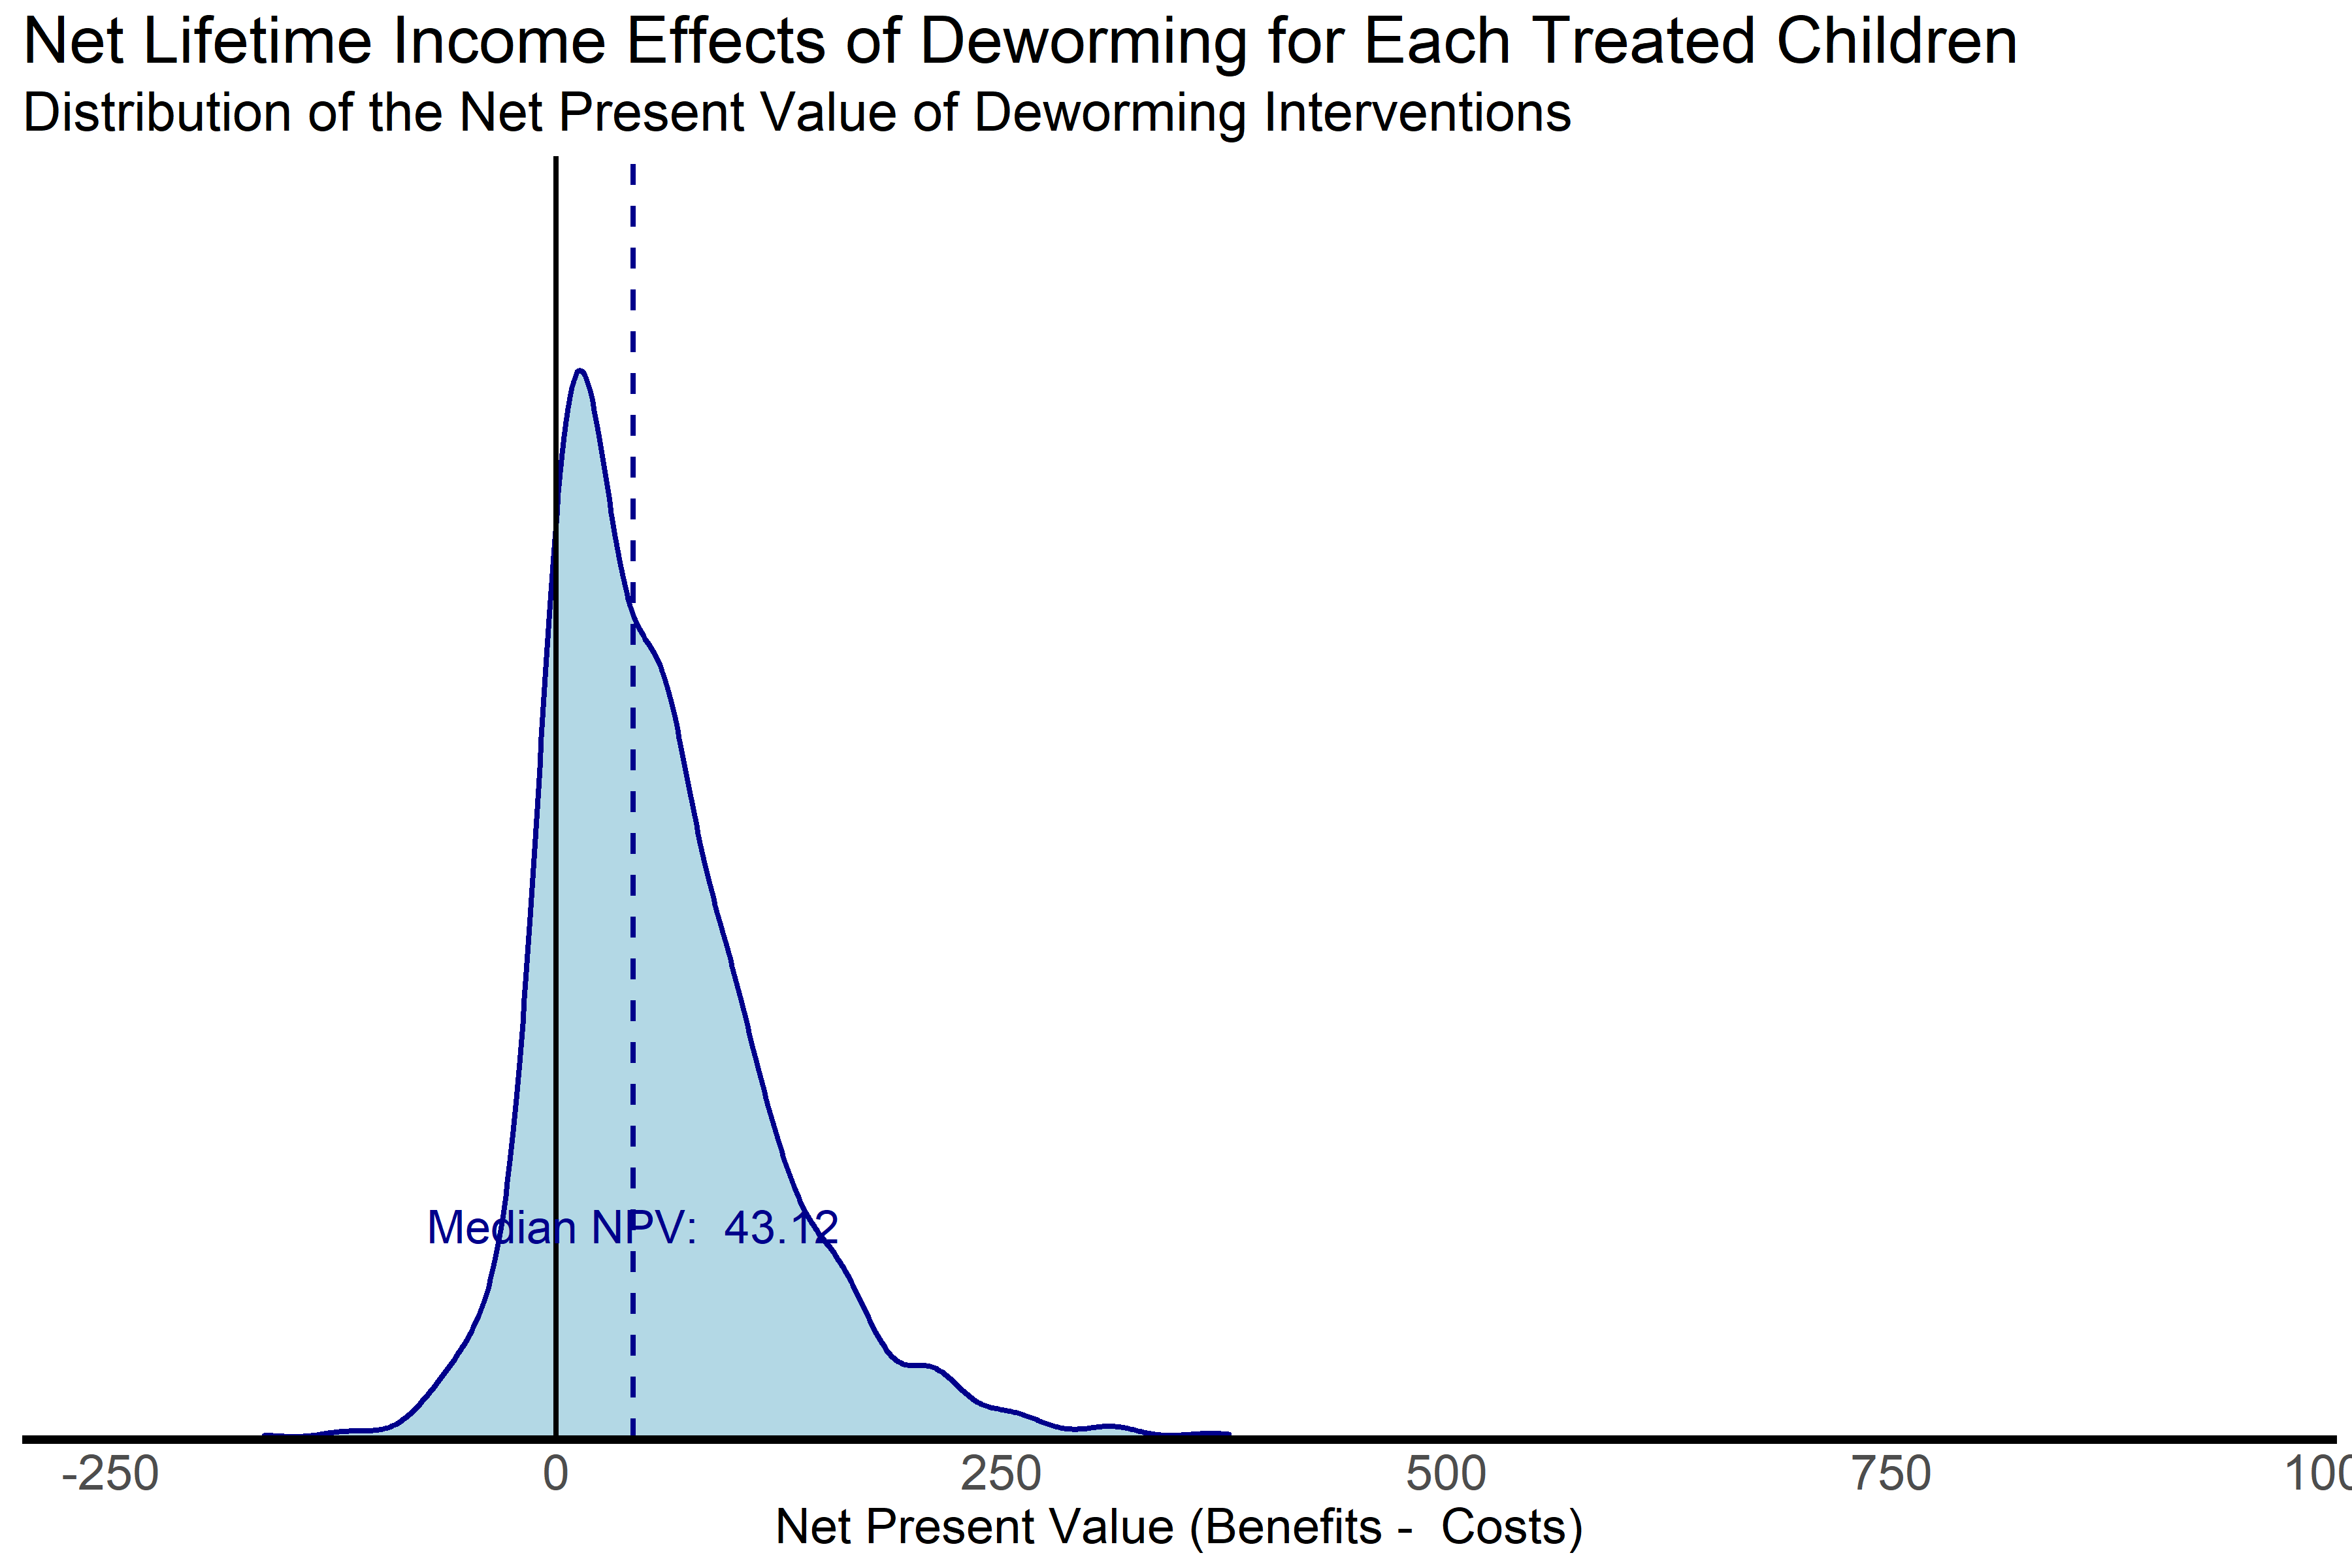 Net Lifetime Income Effects of Deworming for Each Treated Children
Distribution of the Net Present Value of Deworming Interventions
Median NPV:  43.12
-250 0 250 500 750 100
Net Present Value (Benefits -  Costs)